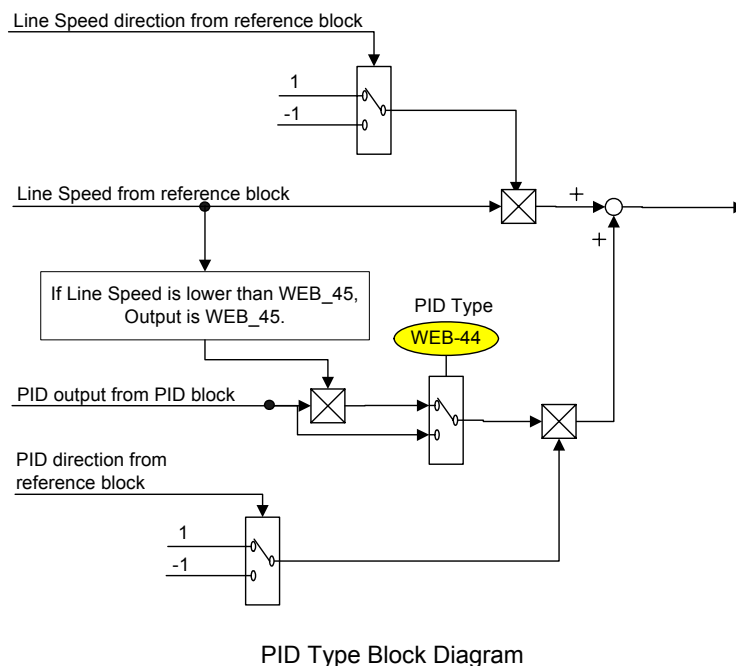 Line Speed direction from reference block
1
-1
Line Speed from reference block
+
+
If Line Speed is lower than WEB_45,
Output is WEB_45.
PID Type
WEB-44
PID output from PID block
PID direction from
reference block
1
-1
PID Type Block Diagram